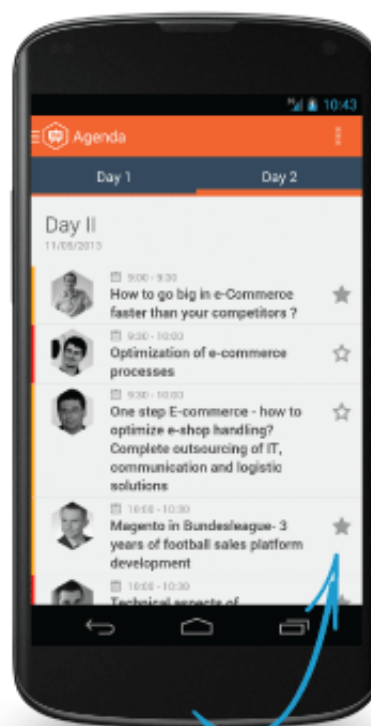 10:43
Agenda
Day 1
Day 2
Day II
11/05/2013
9:00 - 9:30
How to go big in e-Commerce
faster than your competitors ?
9:30 - 10:00
Optimization of e-commerce
processes
9:30 - 10:00
One step E-commerce - how to
optimize e-shop handling?
Complete outsourcing of IT,
communication and logistic
solutions
10:00 - 10:30
Magento in Bundesleague- 3
years of football sales platform
development
10:00 - 10:30
Technical aspects of